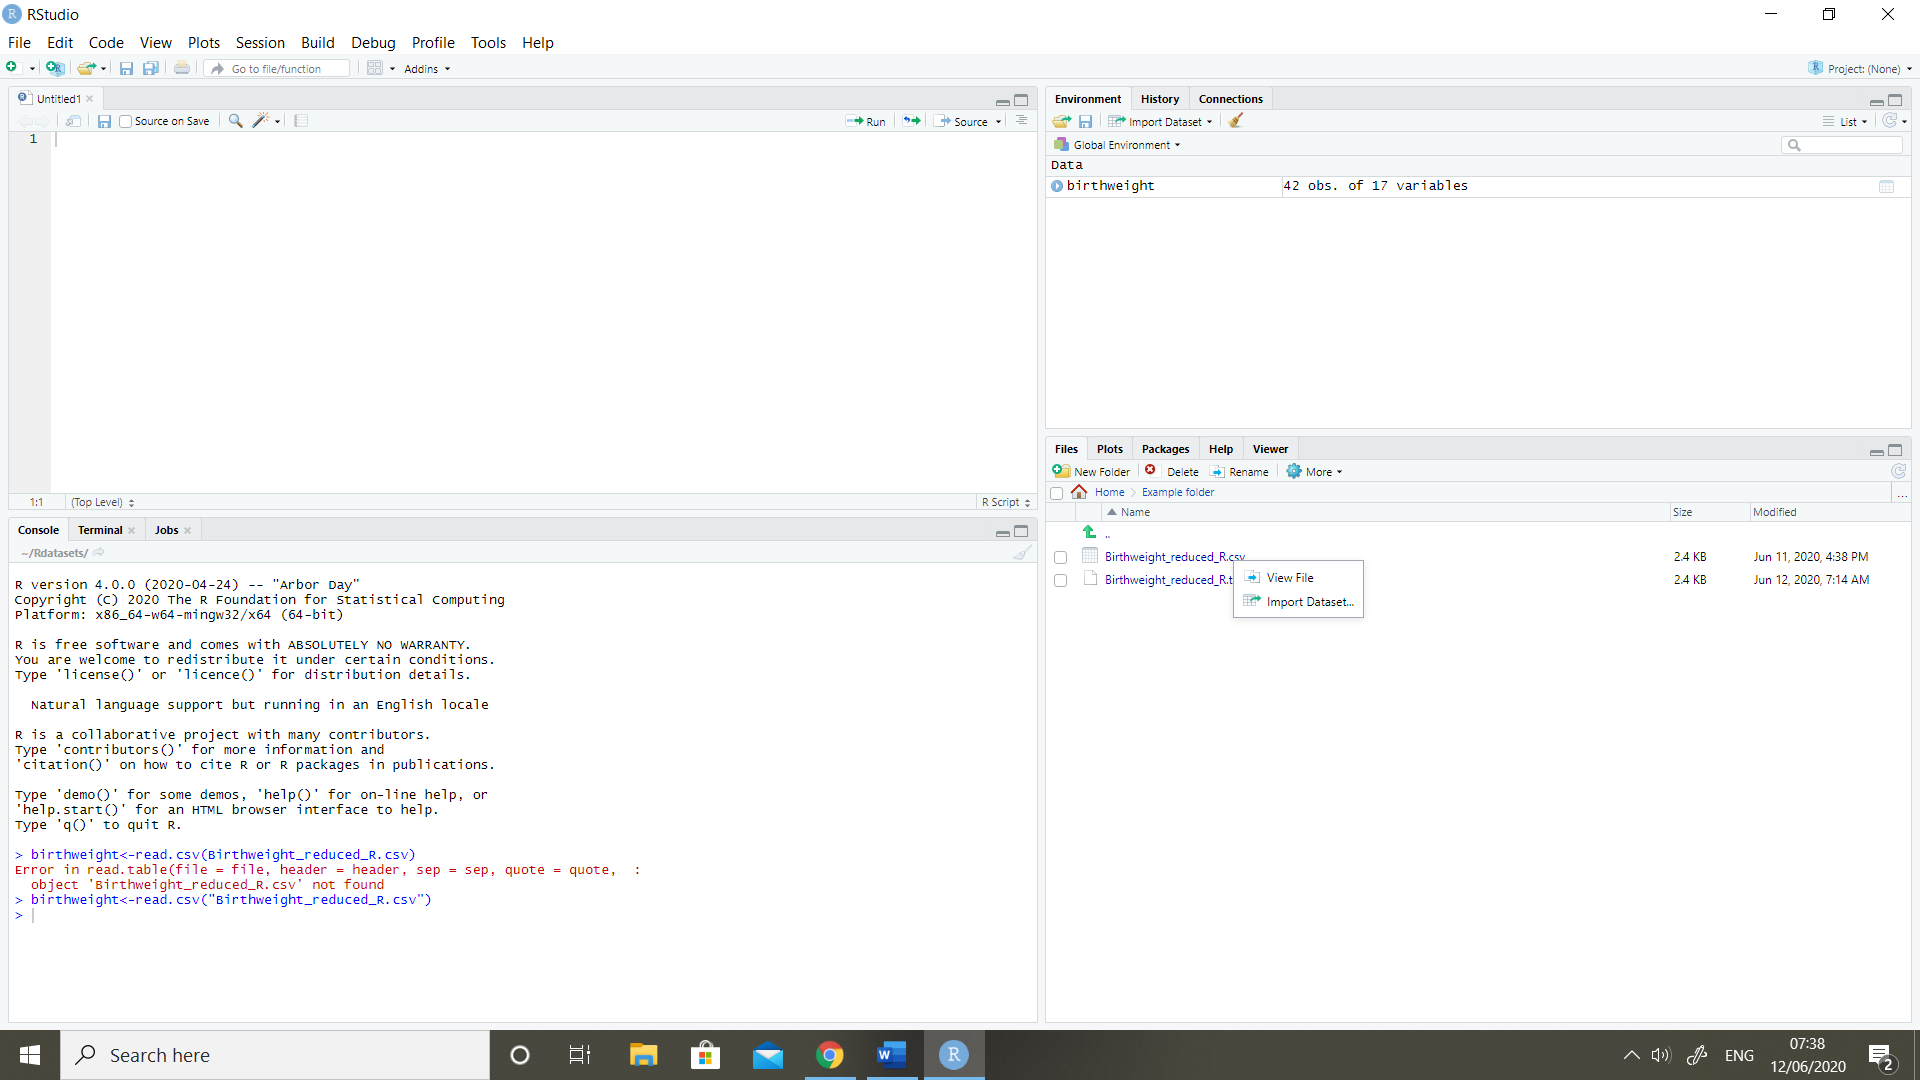 RStudio
File Edit Code View Plots Session Build Debug Profile Tools Help
Go to file/function Addins Project: (None)
Untitled1
Source on Save Run Source
1
1:1 (Top Level) R Script
Console Terminal Jobs
~/Rdatasets/
R version 4.0.0 (2020-04-24) -- "Arbor Day"
Copyright (C) 2020 The R Foundation for Statistical Computing
Platform: x86_64-w64-mingw32/x64 (64-bit)
R is free software and comes with ABSOLUTELY NO WARRANTY.
You are welcome to redistribute it under certain conditions.
Type 'license()' or 'licence()' for distribution details.
Natural language support but running in an English locale
R is a collaborative project with many contributors.
Type 'contributors()' for more information and
'citation()' on how to cite R or R packages in publications.
Type 'demo()' for some demos, 'help()' for on-line help, or
'help.start()' for an HTML browser interface to help.
Type 'q()' to quit R.
> birthweight<-read.csv(Birthweight_reduced_R.csv)
Error in read.table(file = file, header = header, sep = sep, quote = quote,  :
object 'Birthweight_reduced_R.csv' not found
> birthweight<-read.csv("Birthweight_reduced_R.csv")
>
Environment History Connections
Import Dataset List
Global Environment
Data
birthweight 42 obs. of 17 variables
Files Plots Packages Help Viewer
New Folder Delete Rename More
Home Example folder ...
Name Size Modified
..
Birthweight_reduced_R.csv 2.4 KB Jun 11, 2020, 4:38 PM
Birthweight_reduced_R.t 2.4 KB Jun 12, 2020, 7:14 AM
View File
Import Dataset...
Search here
ENG
07:38
12/06/2020
2